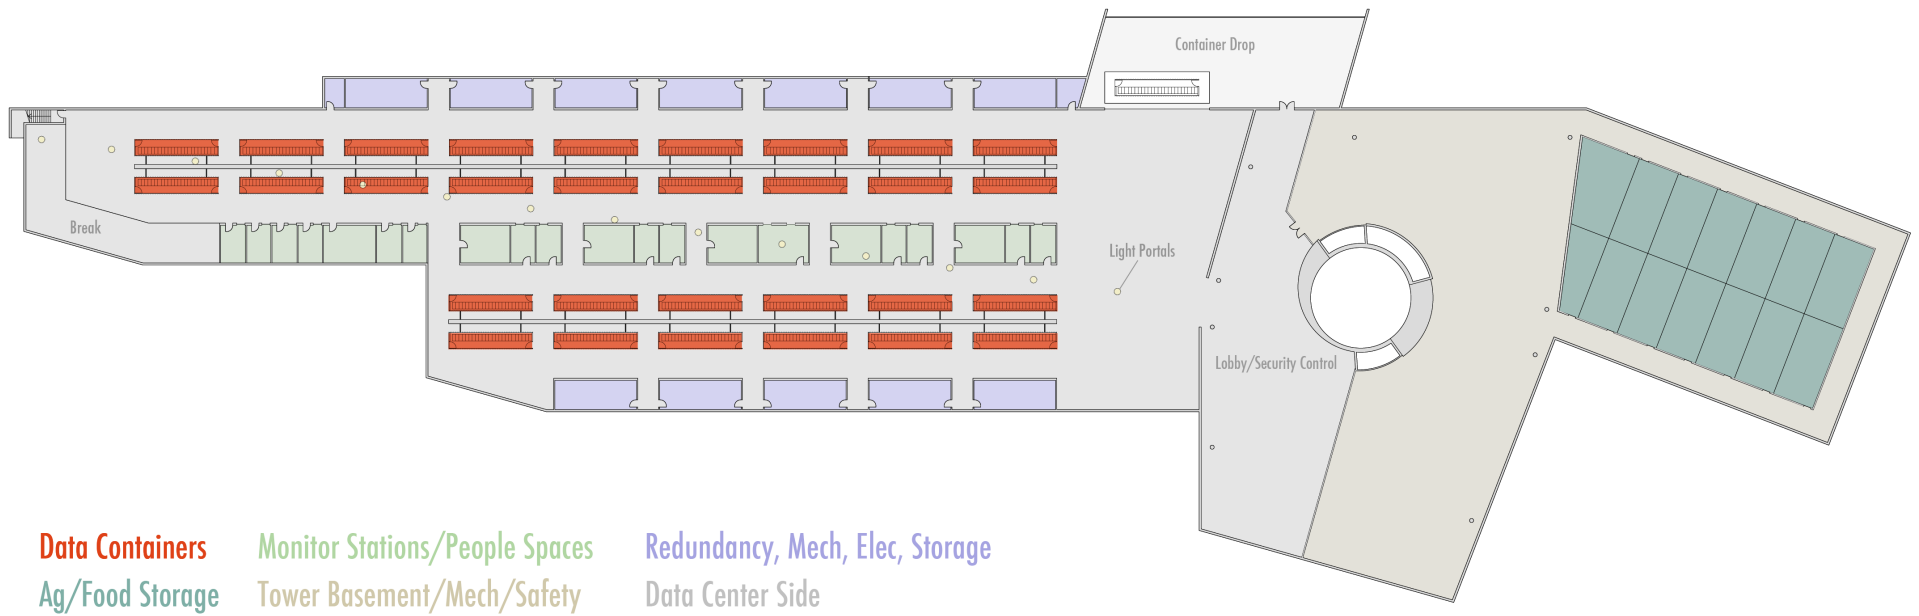 Container Drop
Break
Light Portals
Lobby/Security Control
Data Containers
Monitor Stations/People Spaces
Redundancy, Mech, Elec, Storage
Ag/Food Storage
Tower Basement/Mech/Safety
Data Center Side